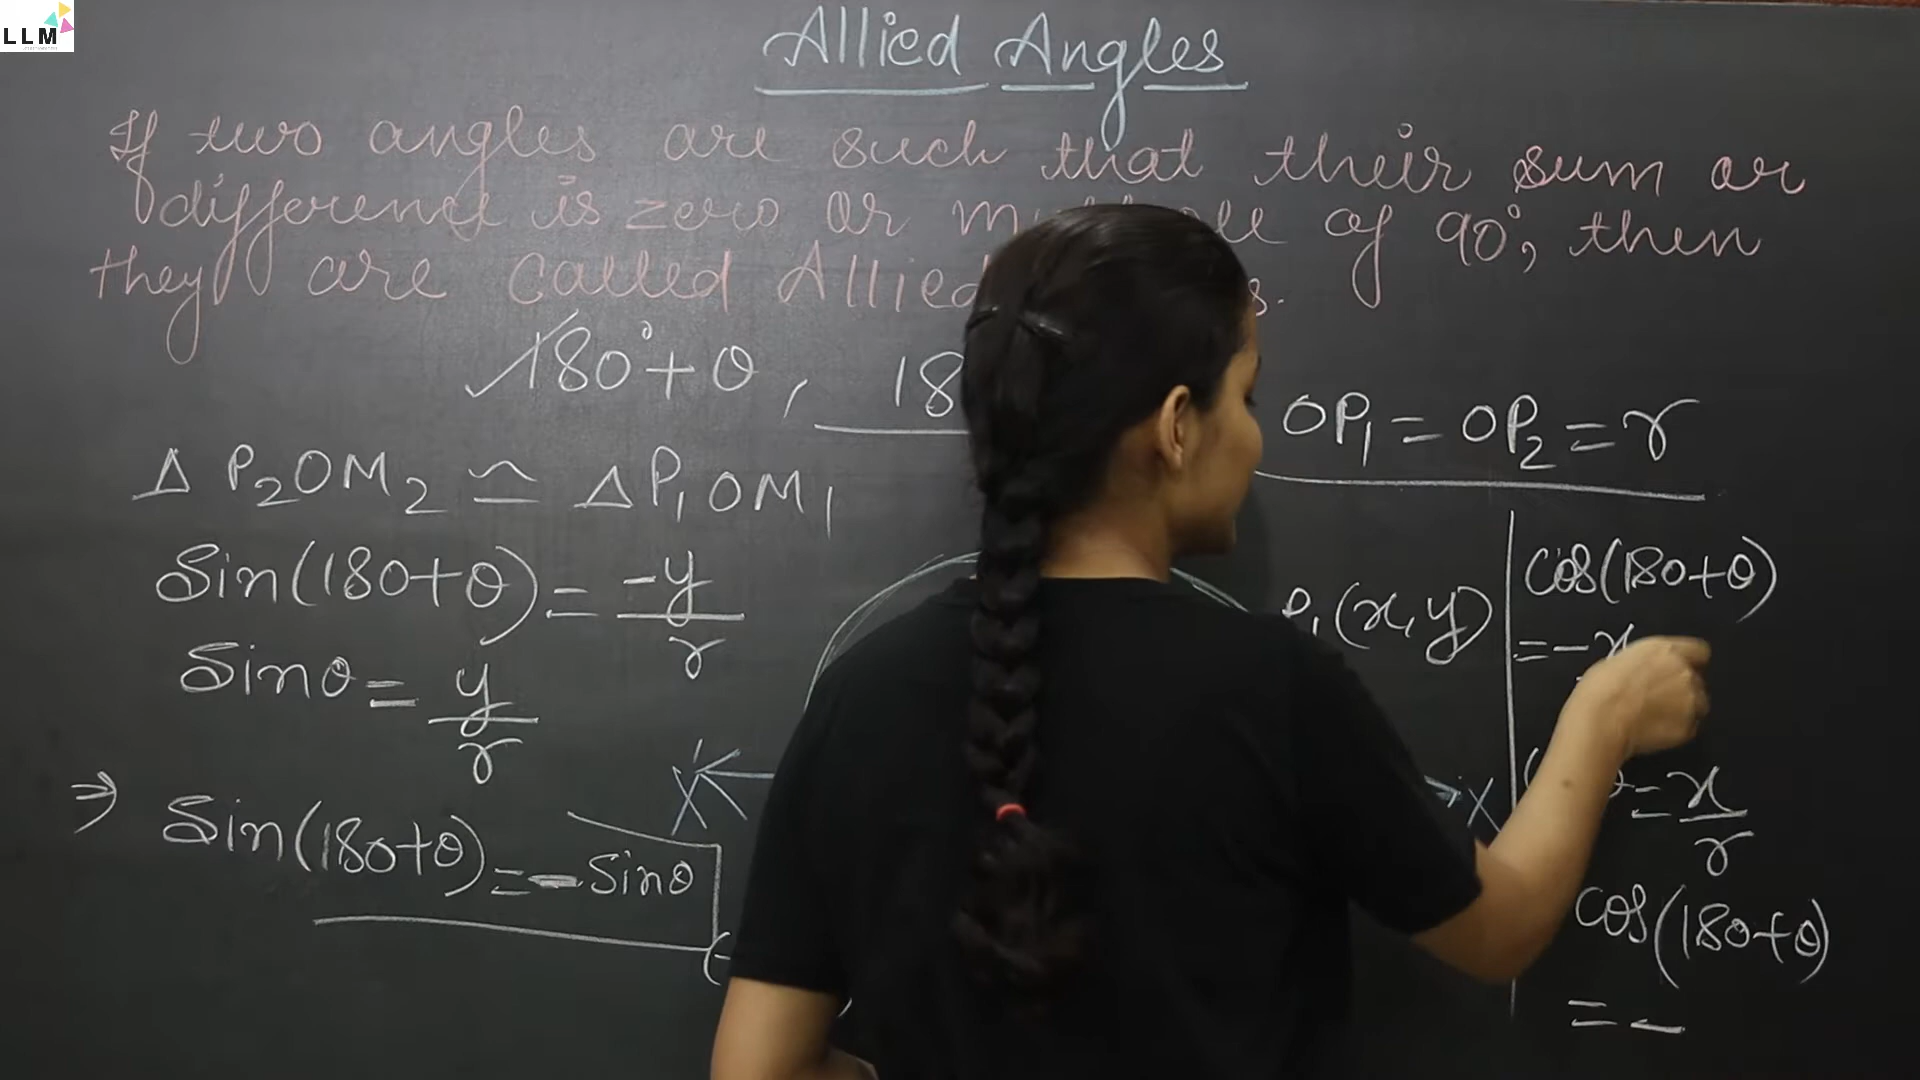 LLM
Allied Angles
If two angles are such that their sum or
difference is zero or of 90°, then
they are called Allied
180°+θ, 18
OP₁ = OP₂ = r
Δ P₂OM₂ ≅ ΔP₁OM₁
Sin(180+θ) = -y/r
Sinθ = y/r
⇒ Sin(180+θ) = -Sinθ
P₁(x,y)
X'
X
cos(180+θ)
= -x
= x/r
cos(180+θ)
= -